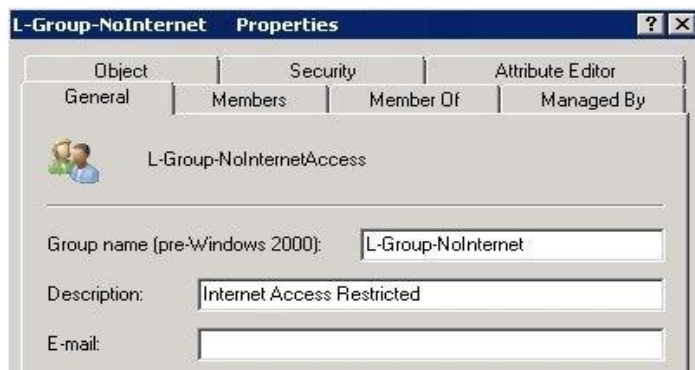 L-Group-NoInternet Properties ? ×
Object Security Attribute Editor
General Members Member Of Managed By
L-Group-NoInternetAccess
Group name (pre-Windows 2000): L-Group-NoInternet
Description: Internet Access Restricted
E-mail: